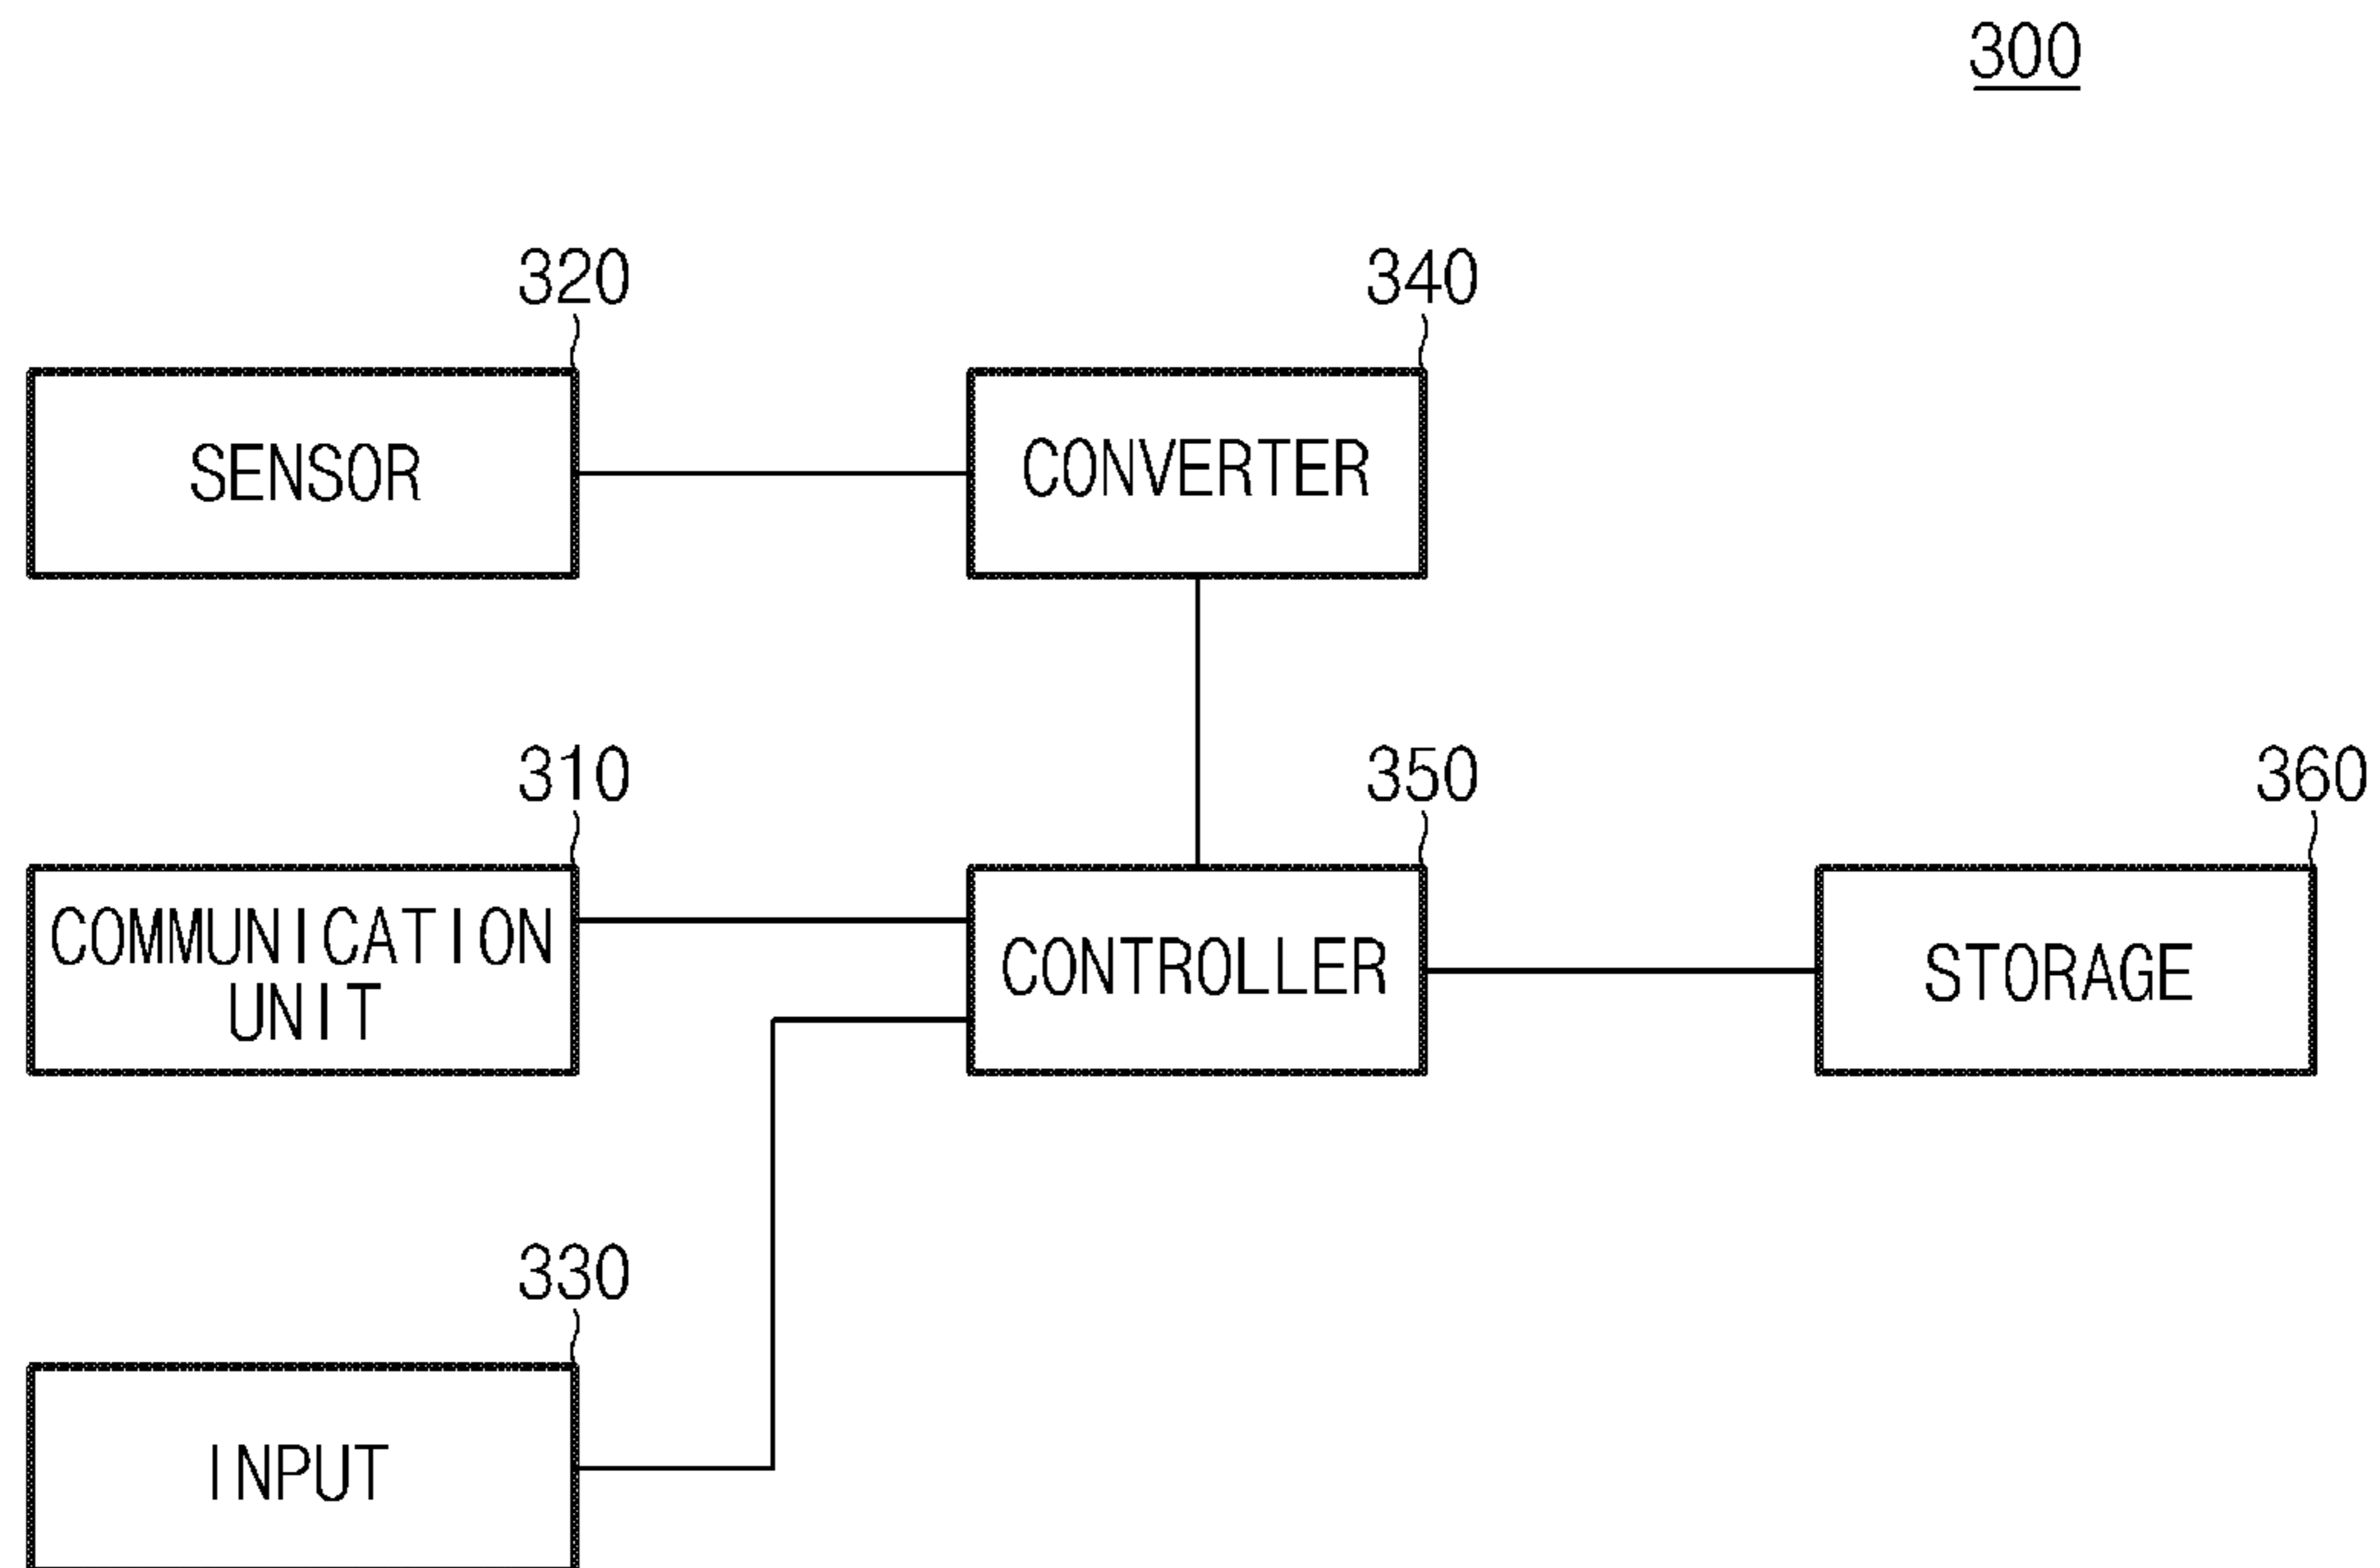 300
320
340
SENSOR
CONVERTER
310
350
360
COMMUNICATION
UNIT
CONTROLLER
STORAGE
330
INPUT